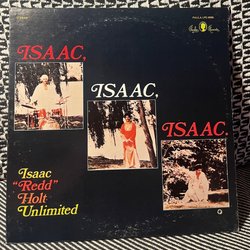 ISAAC,
ISAAC,
ISAAC.
Isaac
"Redd"
Holt
Unlimited